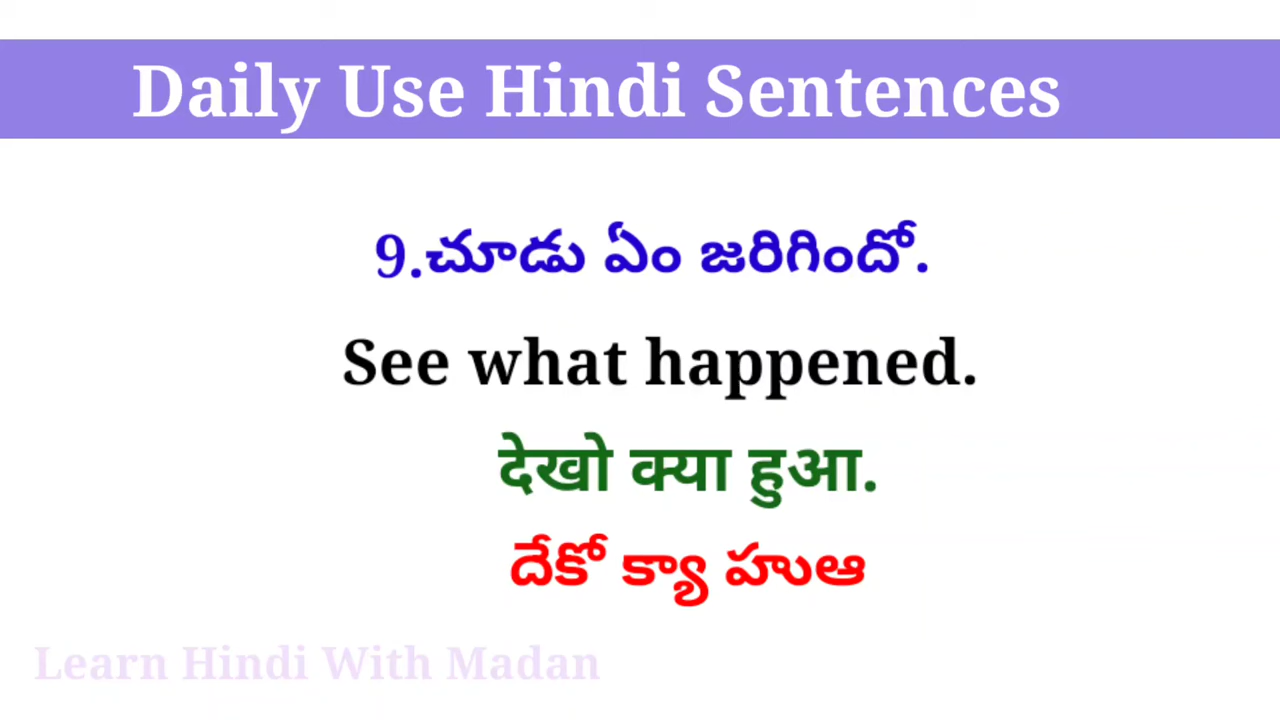 Daily Use Hindi Sentences
9.చూడు ఏం జరిగిందో.
See what happened.
देखो क्या हुआ.
దేకో క్యా హుఆ
Learn Hindi With Madan